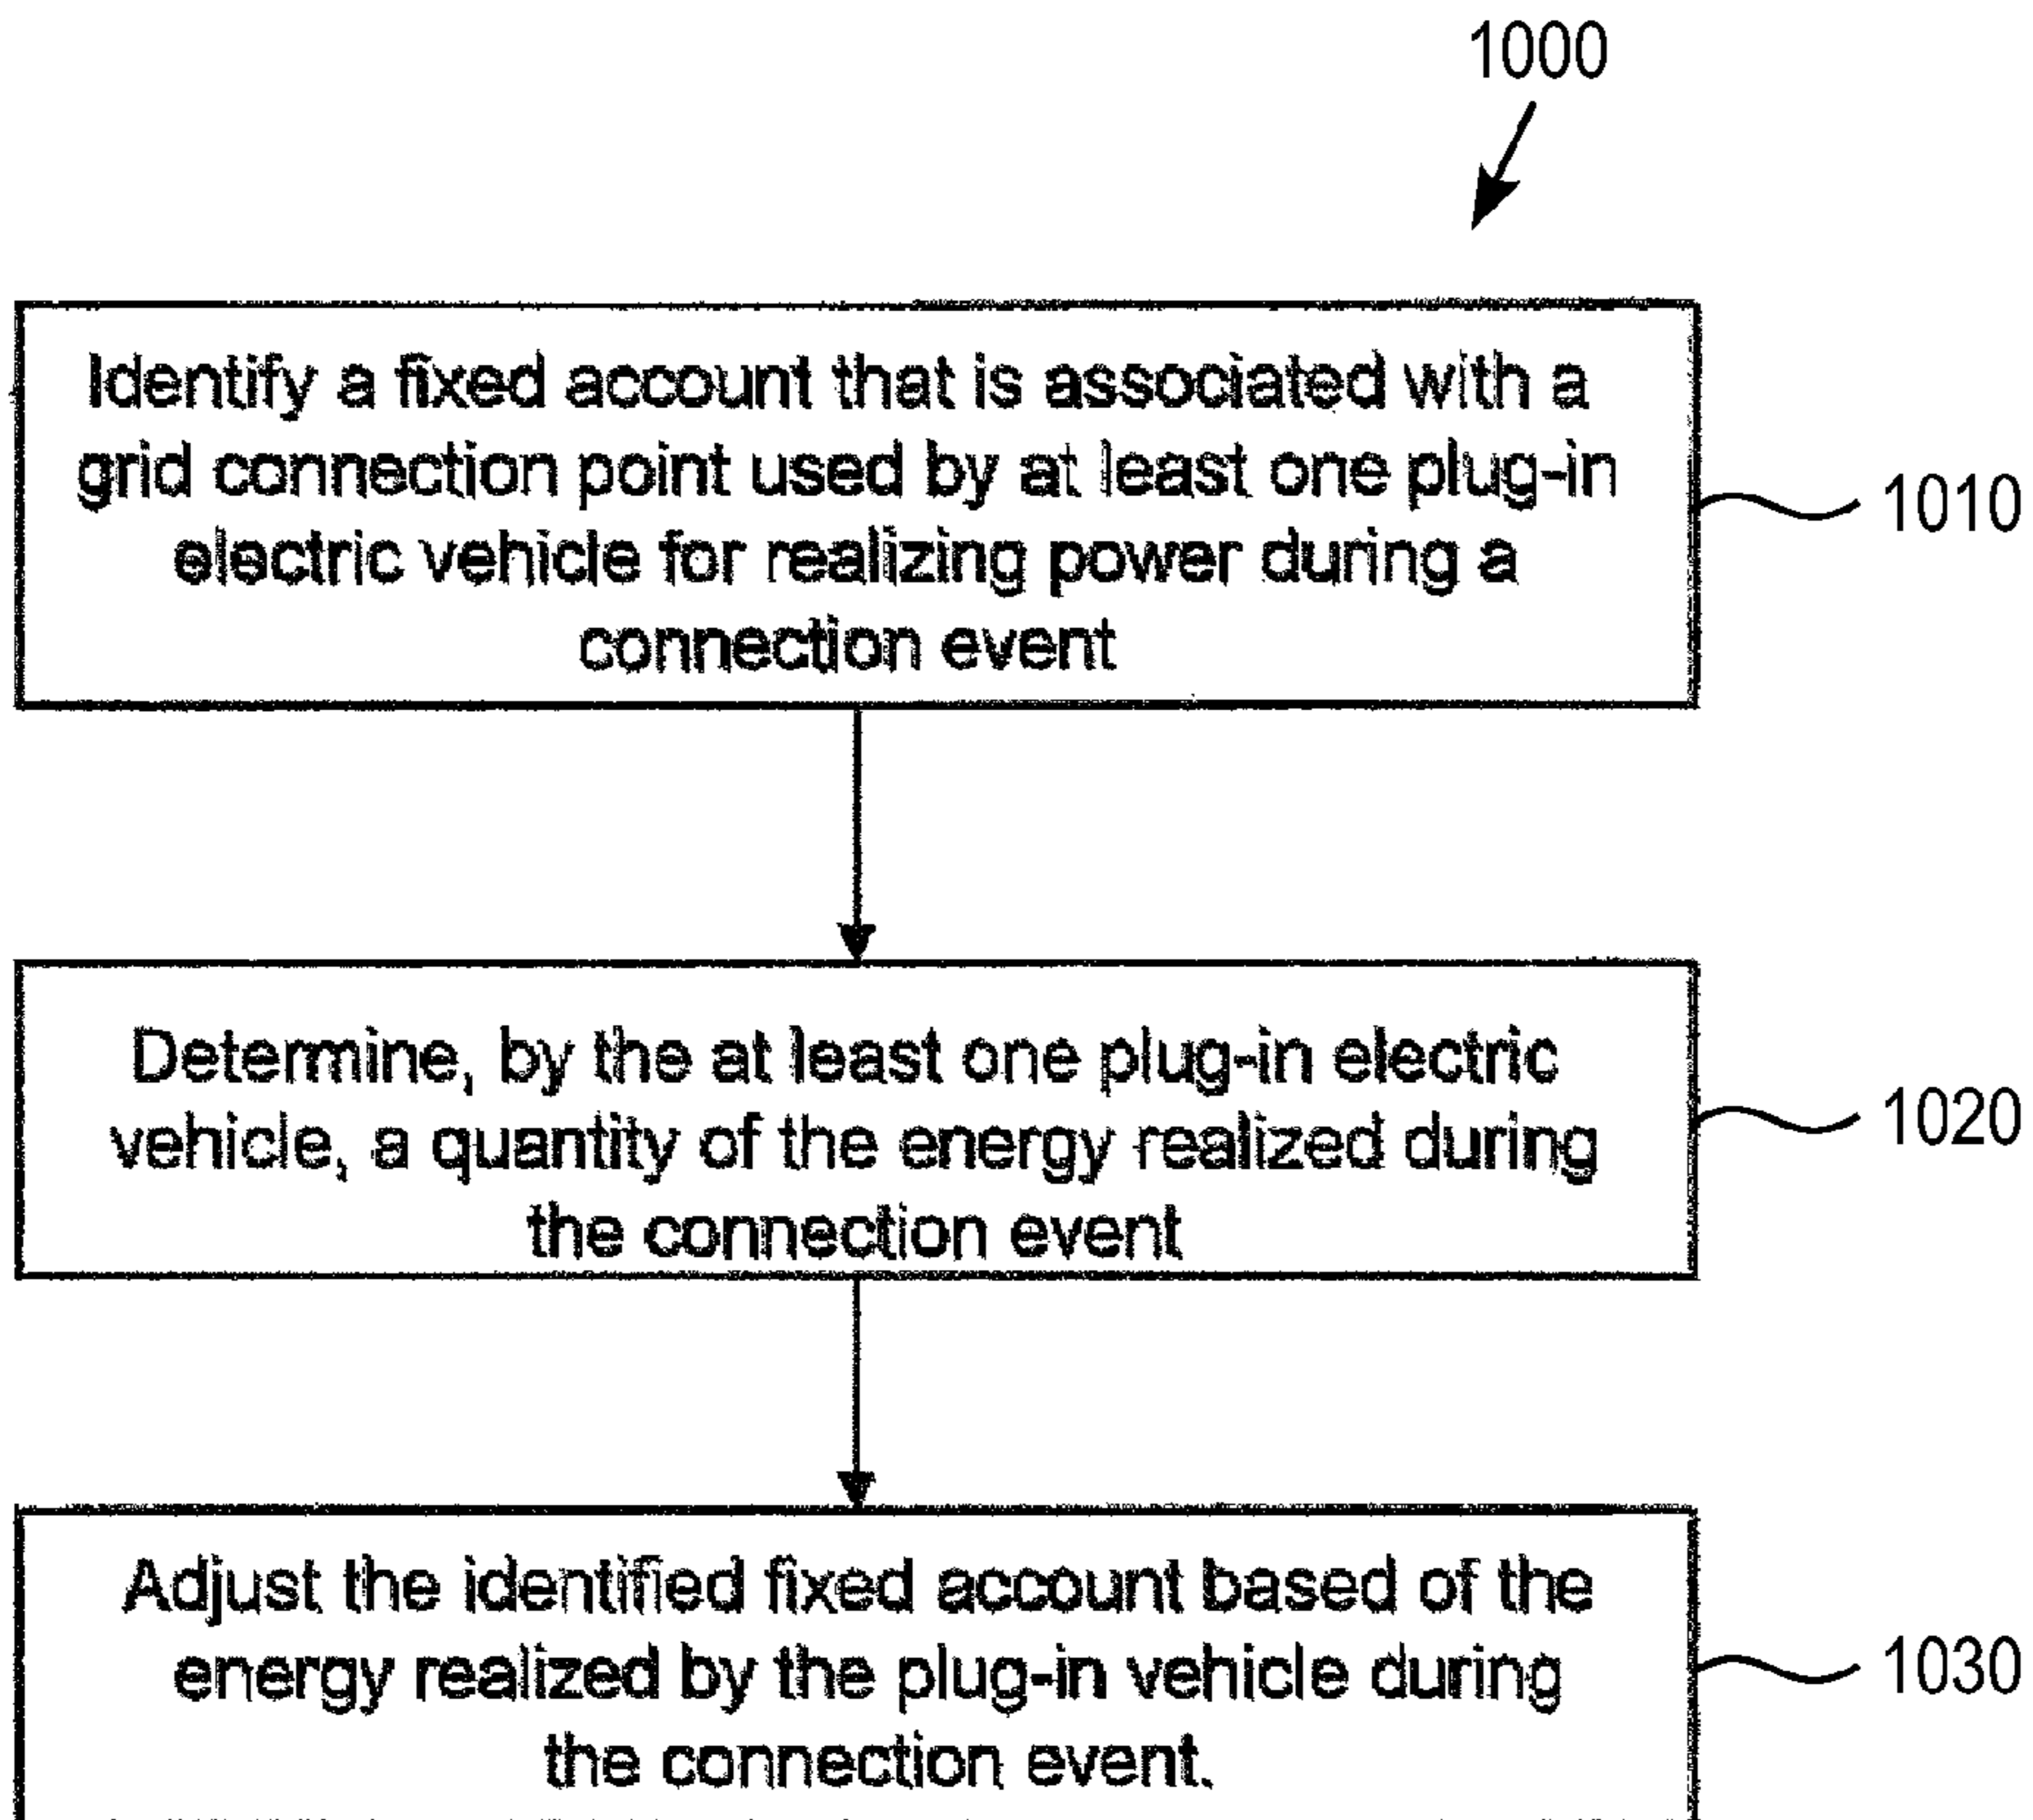 1000
Identify a fixed account that is associated with a
grid connection point used by at least one plug-in
electric vehicle for realizing power during a
connection event
1010
Determine, by the at least one plug-in electric
vehicle, a quantity of the energy realized during
the connection event
1020
Adjust the identified fixed account based of the
energy realized by the plug-in vehicle during
the connection event.
1030